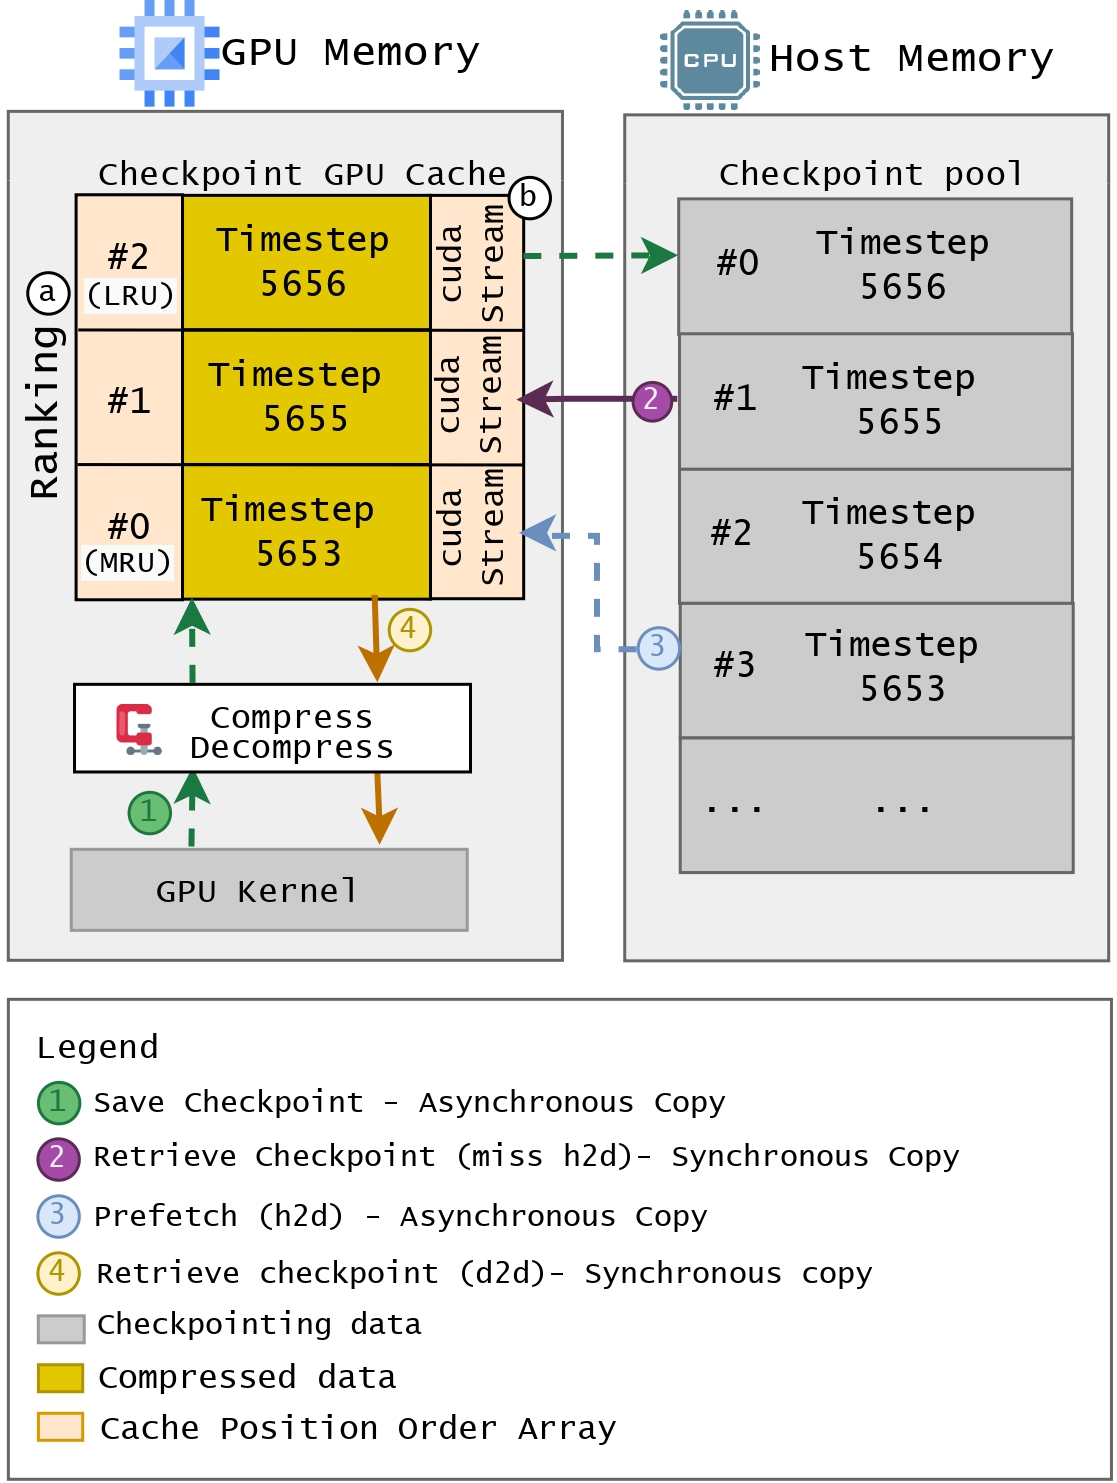 GPU Memory
CPU
Host Memory
Checkpoint GPU Cache
Checkpoint pool
Ranking
a
b
#2
(LRU)
Timestep
5656
cuda
Stream
#1
Timestep
5655
cuda
Stream
#0
(MRU)
Timestep
5653
cuda
Stream
#0
Timestep
5656
2
#1
Timestep
5655
#2
Timestep
5654
3
#3
Timestep
5653
...
...
4
Compress
Decompress
1
GPU Kernel
Legend
1 Save Checkpoint - Asynchronous Copy
2 Retrieve Checkpoint (miss h2d)- Synchronous Copy
3 Prefetch (h2d) - Asynchronous Copy
4 Retrieve checkpoint (d2d)- Synchronous copy
Checkpointing data
Compressed data
Cache Position Order Array